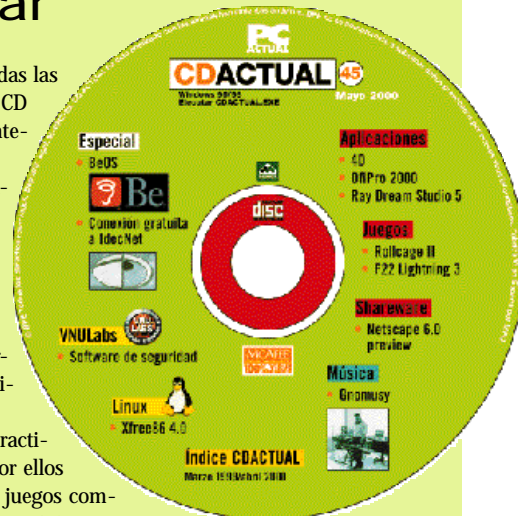 ar
das las
CD
nte-
-
r-
i-
racti-
or ellos
juegos com-
PC
ACTUAL
CDACTUAL 45
Mayo 2000
Windows 95/98
Ejecutar CDACTUAL.EXE
Especial
BeOS
Be
Conexión gratuita
a IdecNet
VNULabs
Software de seguridad
Linux
Xfree86 4.0
Índice CDACTUAL
disc
Aplicaciones
4D
OfiPro 2000
Ray Dream Studio 5
Juegos
Rollcage II
F22 Lightning 3
Shareware
Netscape 6.0
preview
Música
Gnomusy